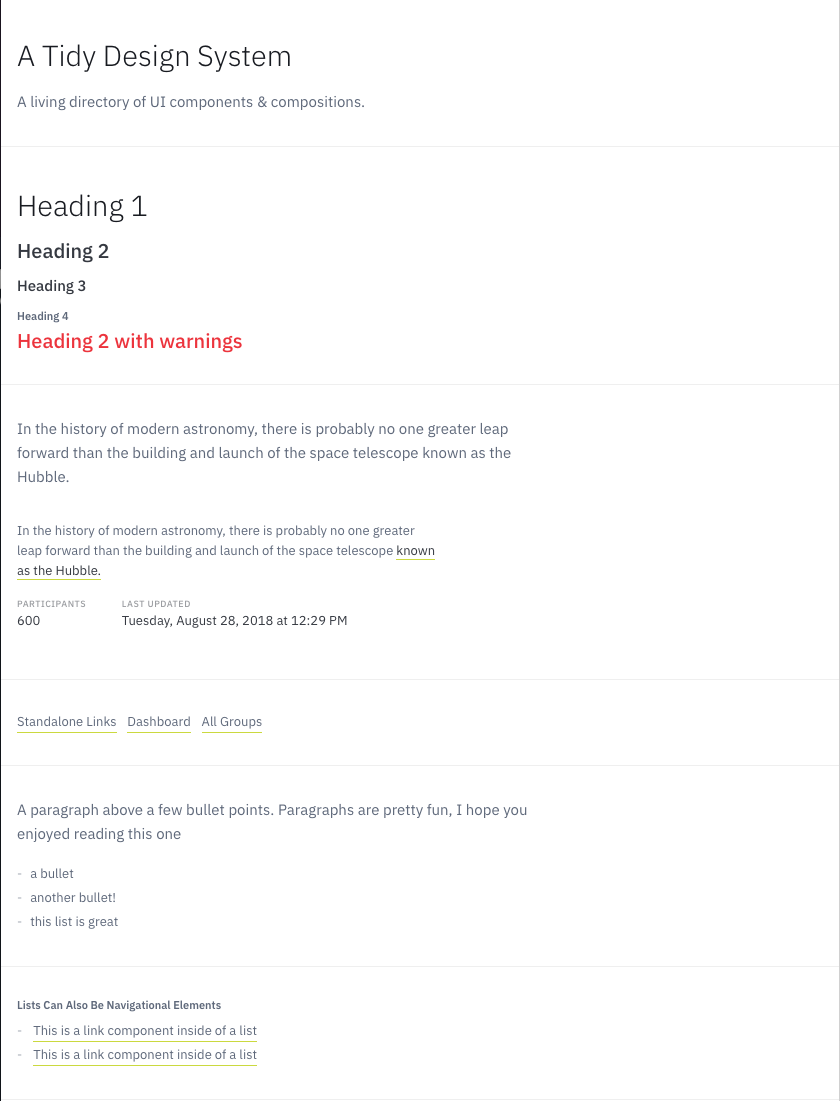 A Tidy Design System
A living directory of UI components & compositions.
Heading 1
Heading 2
Heading 3
Heading 4
Heading 2 with warnings
In the history of modern astronomy, there is probably no one greater leap
forward than the building and launch of the space telescope known as the
Hubble.
In the history of modern astronomy, there is probably no one greater
leap forward than the building and launch of the space telescope known
as the Hubble.
PARTICIPANTS LAST UPDATED
600 Tuesday, August 28, 2018 at 12:29 PM
Standalone Links Dashboard All Groups
A paragraph above a few bullet points. Paragraphs are pretty fun, I hope you
enjoyed reading this one
- a bullet
- another bullet!
- this list is great
Lists Can Also Be Navigational Elements
- This is a link component inside of a list
- This is a link component inside of a list